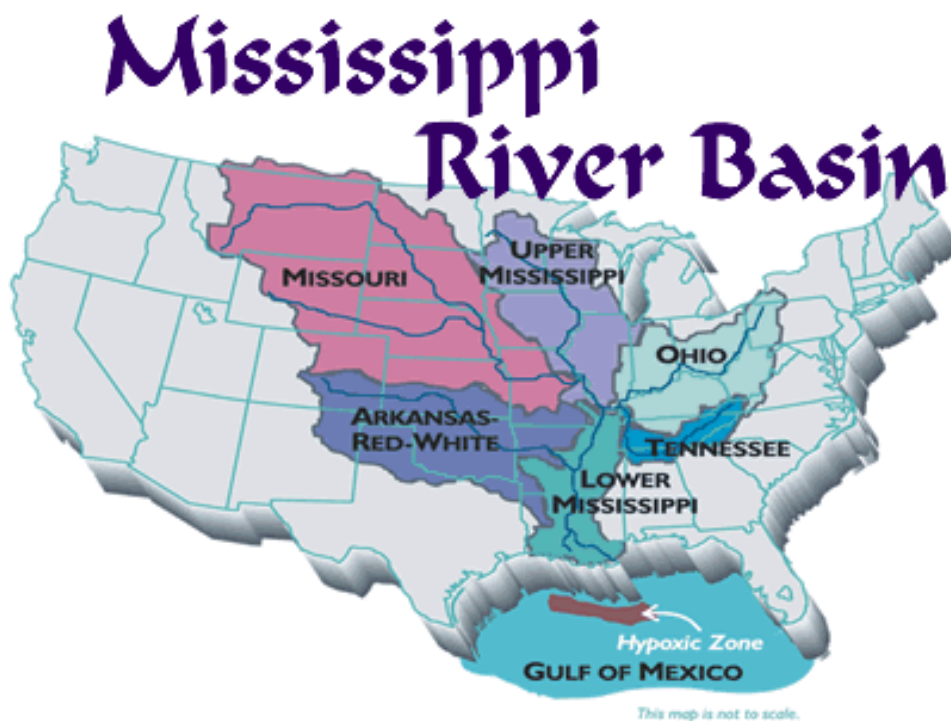 Mississippi
River Basin
UPPER
MISSISSIPPI
MISSOURI
OHIO
ARKANSAS-
RED-WHITE
TENNESSEE
LOWER
MISSISSIPPI
Hypoxic Zone
GULF OF MEXICO
This map is not to scale.